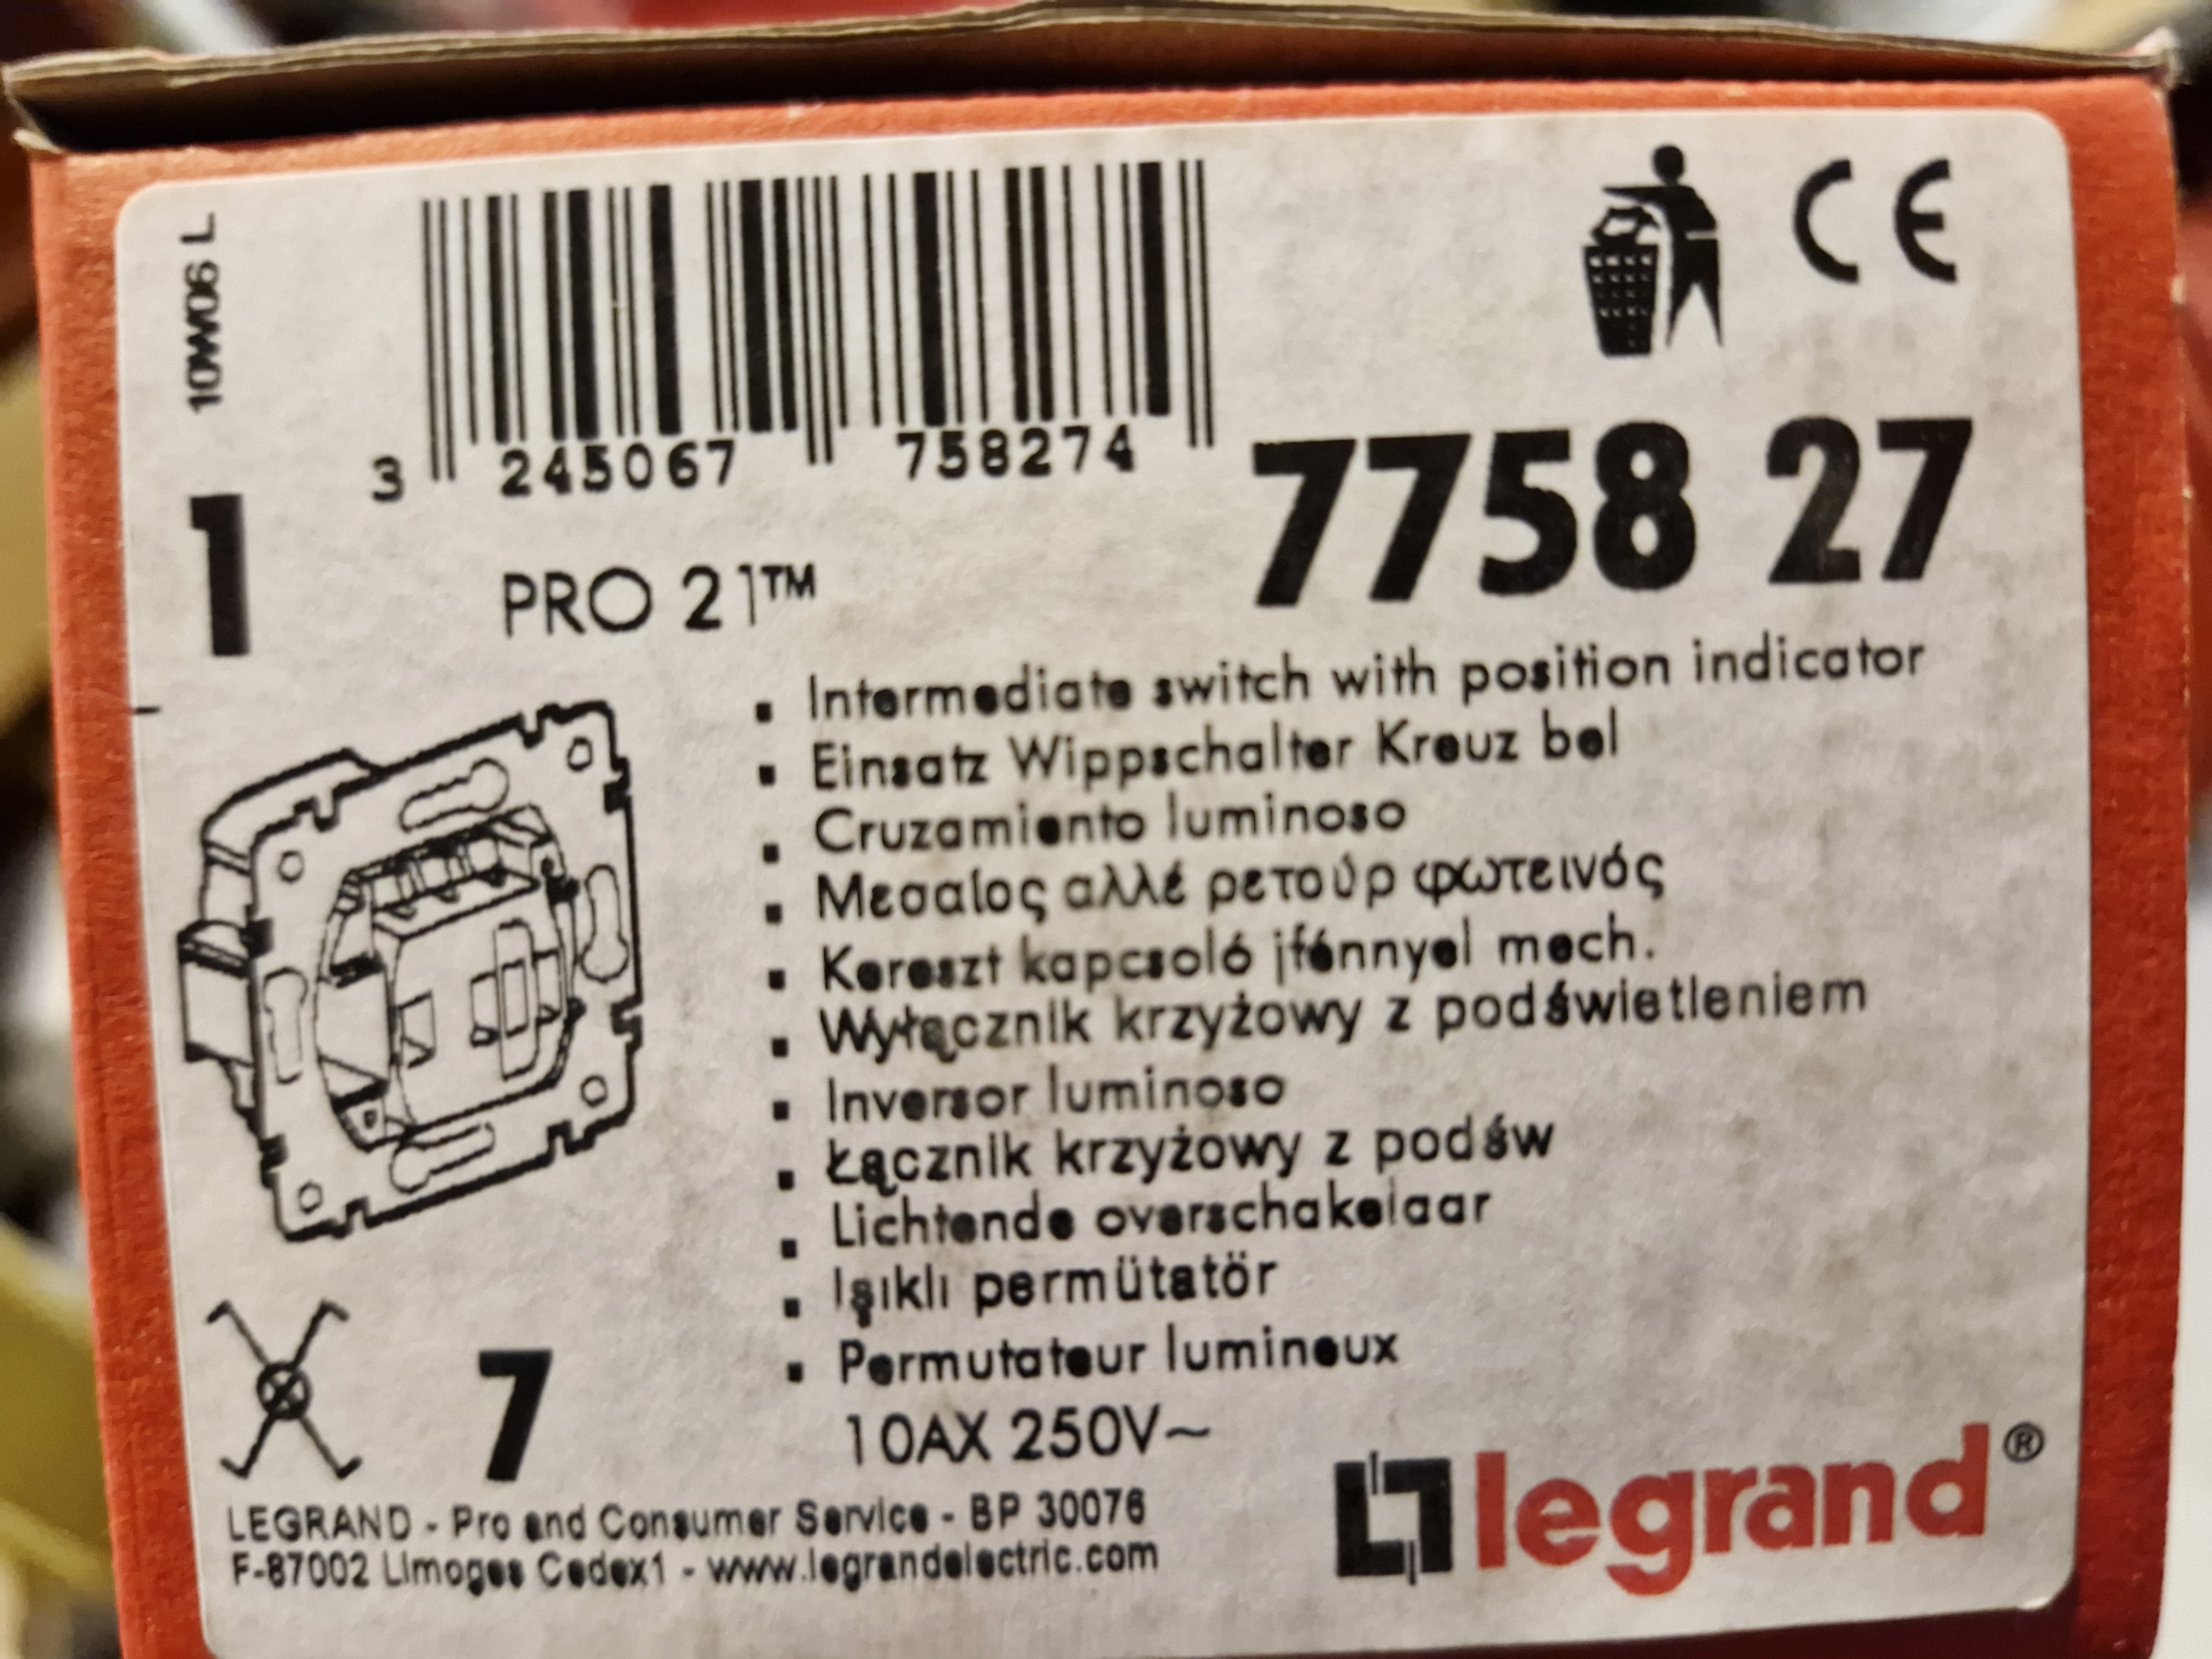 10W06 L
3 245067 758274
CE
1
7758 27
PRO 21™
▪ Intermediate switch with position indicator
▪ Einsatz Wippschalter Kreuz bel
▪ Cruzamiento luminoso
▪ Μεσαίος αλλέ ρετούρ φωτεινός
▪ Kereszt kapcsoló jfénnyel mech.
▪ Wyłącznik krzyżowy z podświetleniem
▪ Inversor luminoso
▪ Łącznik krzyżowy z podśw
▪ Lichtende overschakelaar
▪ Işıklı permütatör
▪ Permutateur lumineux
7
10AX 250V~
LEGRAND - Pro and Consumer Service - BP 30076
F-87002 Limoges Cedex1 - www.legrandelectric.com
legrand®